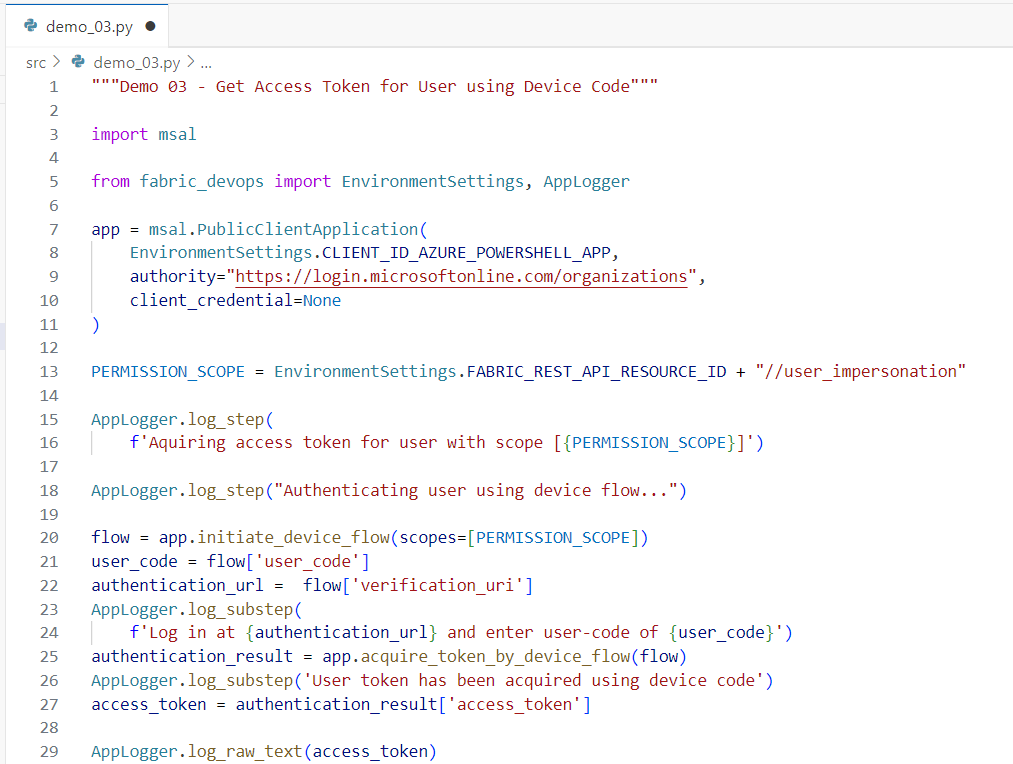 demo_03.py ●
src > demo_03.py > ...
1 """Demo 03 - Get Access Token for User using Device Code"""
2
3 import msal
4
5 from fabric_devops import EnvironmentSettings, AppLogger
6
7 app = msal.PublicClientApplication(
8     EnvironmentSettings.CLIENT_ID_AZURE_POWERSHELL_APP,
9     authority="https://login.microsoftonline.com/organizations",
10     client_credential=None
11 )
12
13 PERMISSION_SCOPE = EnvironmentSettings.FABRIC_REST_API_RESOURCE_ID + "//user_impersonation"
14
15 AppLogger.log_step(
16     f'Aquiring access token for user with scope [{PERMISSION_SCOPE}]')
17
18 AppLogger.log_step("Authenticating user using device flow...")
19
20 flow = app.initiate_device_flow(scopes=[PERMISSION_SCOPE])
21 user_code = flow['user_code']
22 authentication_url =  flow['verification_uri']
23 AppLogger.log_substep(
24     f'Log in at {authentication_url} and enter user-code of {user_code}')
25 authentication_result = app.acquire_token_by_device_flow(flow)
26 AppLogger.log_substep('User token has been acquired using device code')
27 access_token = authentication_result['access_token']
28
29 AppLogger.log_raw_text(access_token)